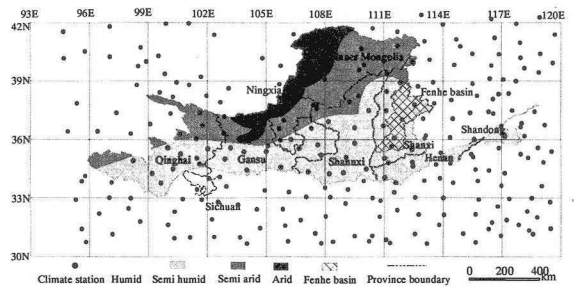 93E 96E 99E 102E 105E 108E 111E 114E 117E 120E
42N
39N
36N
33N
30N
Inner Mongolia
Ningxia
Fenhe basin
Shandong
Shanxi
Qinghai Gansu Shannxi Henan
Sichuan
0 200 400
km
Climate station Humid Semi humid Semi arid Arid Fenhe basin Province boundary